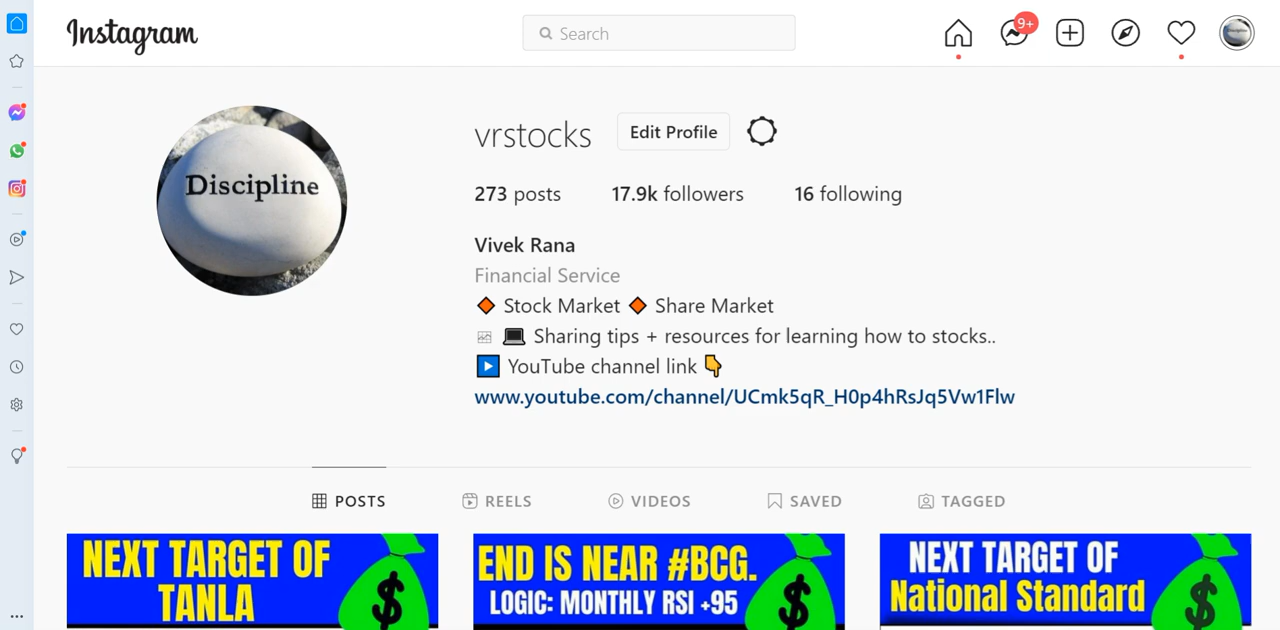 Instagram
Search
9+
Discipline
vrstocks
Edit Profile
273 posts 17.9k followers 16 following
Vivek Rana
Financial Service
🔶 Stock Market 🔶 Share Market
💻 Sharing tips + resources for learning how to stocks..
▶️ YouTube channel link 👇
www.youtube.com/channel/UCmk5qR_H0p4hRsJq5Vw1Flw
POSTS REELS VIDEOS SAVED TAGGED
NEXT TARGET OF
TANLA
$
END IS NEAR #BCG.
LOGIC: MONTHLY RSI +95
$
NEXT TARGET OF
National Standard
$